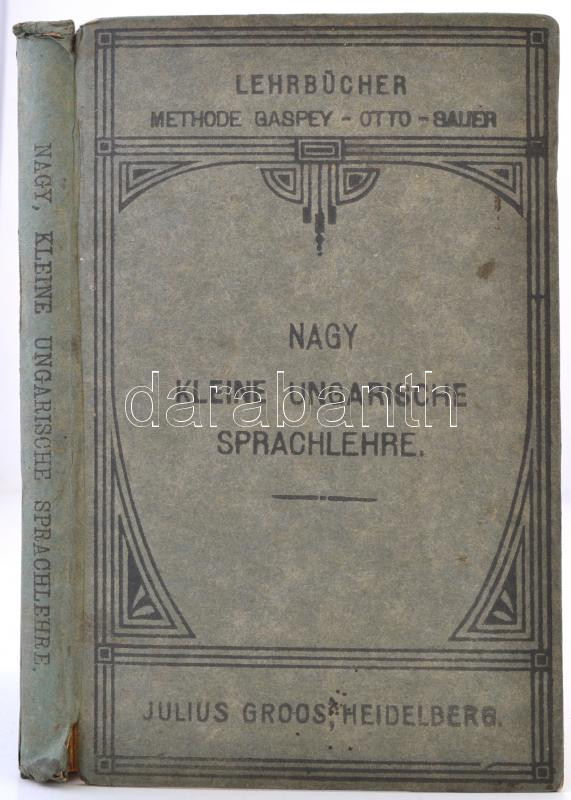 NAGY, KLEINE UNGARISCHE SPRACHLEHRE.
LEHRBÜCHER
METHODE GASPEY - OTTO - SAUER
NAGY
KLEINE UNGARISCHE
darabanth
SPRACHLEHRE.
JULIUS GROOS, HEIDELBERG.